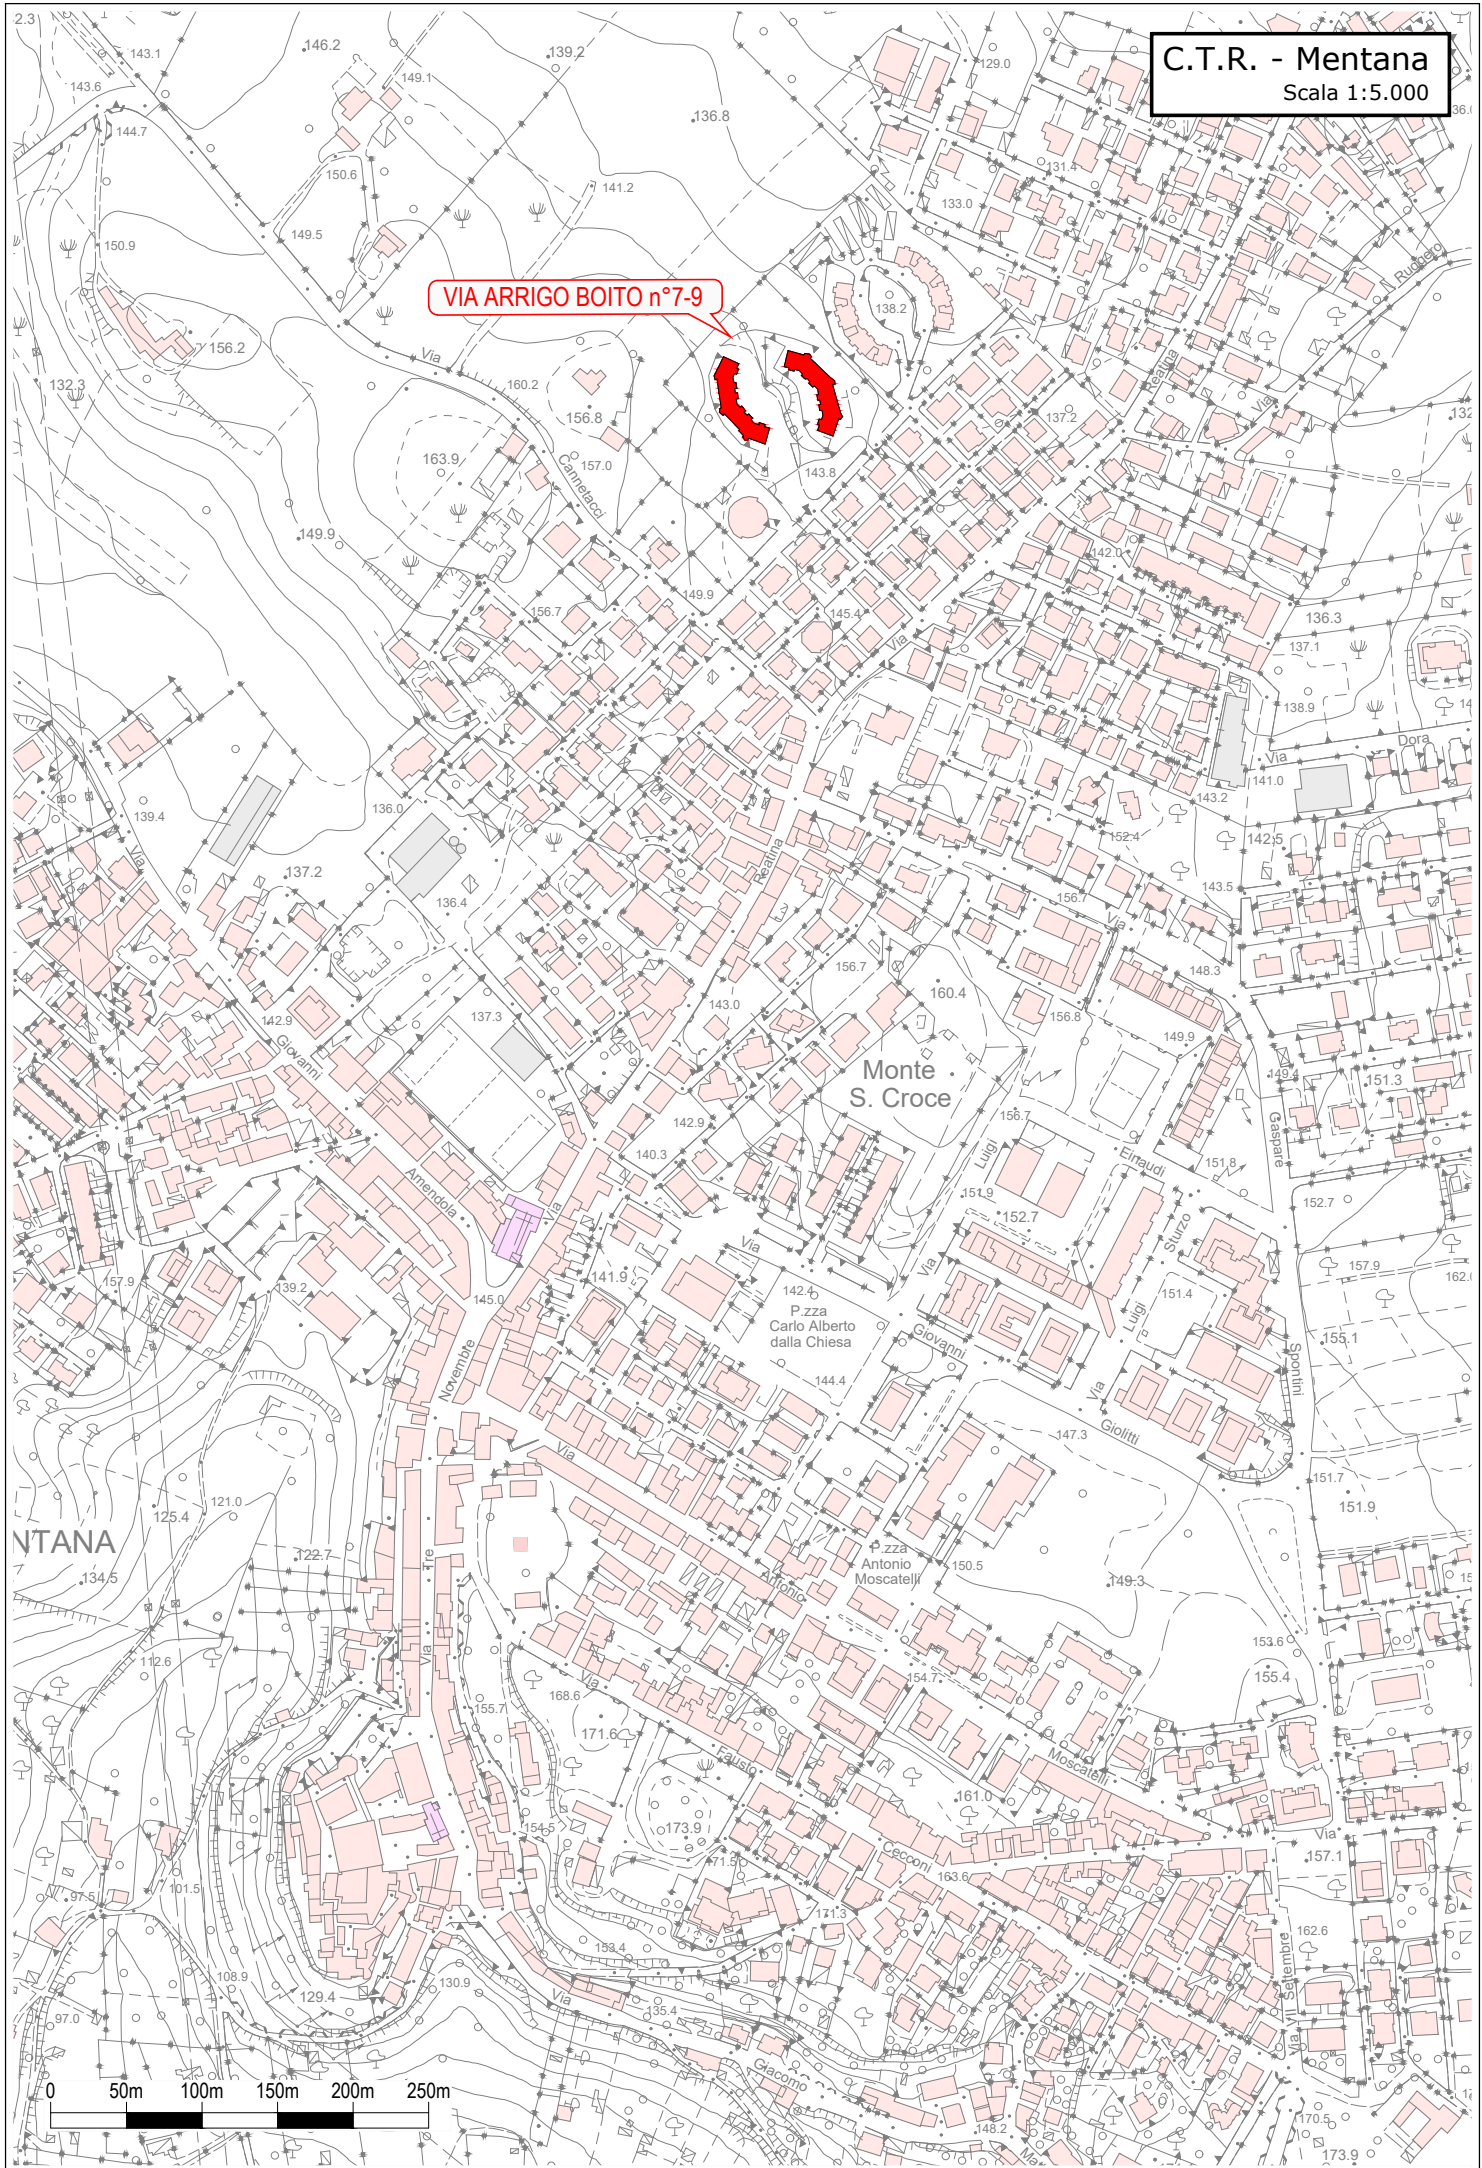 C.T.R. - Mentana
Scala 1:5.000
2.3
143.1
146.2
139.2
149.1
129.0
143.6
144.7
136.8
150.6
131.4
141.2
133.0
149.5
150.9
Ruggero
VIA ARRIGO BOITO n°7-9
138.2
156.2
Via
Reatina
132.3
160.2
156.8
137.2
Via
163.9
157.0
143.8
Cannetacci
149.9
142.0
156.7
149.9
145.4
136.3
Via
137.1
138.9
Dora
Via
141.0
143.2
139.4
136.0
152.4
142.5
Via
137.2
Reatina
143.5
136.4
156.7
Via
156.7
148.3
160.4
143.0
137.3
156.8
142.9
149.9
Giovanni
Monte
S. Croce
149.4
151.3
142.9
156.7
Gaspare
140.3
Luigi
Einaudi
151.8
Amendola
151.9
152.7
152.7
Via
Sturzo
Via
Via
141.9
157.9
157.9
139.2
142.4
151.4
145.0
P.zza
Carlo Alberto
dalla Chiesa
Luigi
Giovanni
155.1
Novembre
Spontini
144.4
Via
Giolitti
147.3
Via
151.7
151.9
121.0
125.4
NTANA
122.7
Tre
P.zza
Antonio
Moscatelli
150.5
134.5
Antonio
149.3
153.6
112.6
Via
155.4
154.7
Via
168.6
155.7
171.6
Fausto
Moscatelli
161.0
154.5
173.9
Via
157.1
171.5
Cecconi
163.6
97.5
101.5
171.3
162.6
153.4
108.9
130.9
129.4
Via
135.4
97.0
Via VII Settembre
Giacomo
0 50m 100m 150m 200m 250m
148.2
170.5
173.9